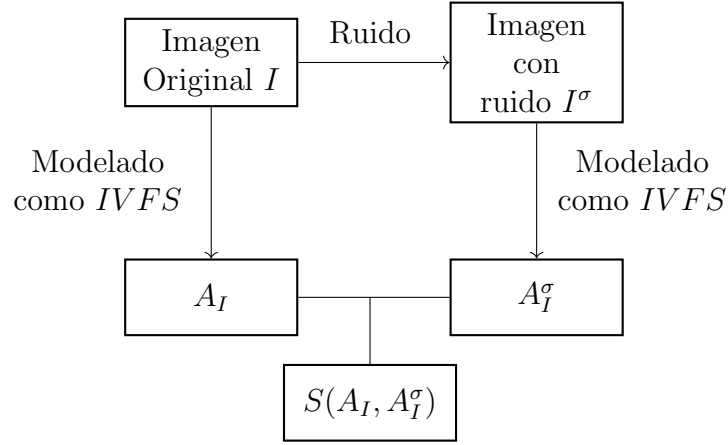 Imagen
Original I
Ruido
Imagen
con
ruido I^σ
Modelado
como IVFS
Modelado
como IVFS
A_I
A_I^σ
S(A_I, A_I^σ)